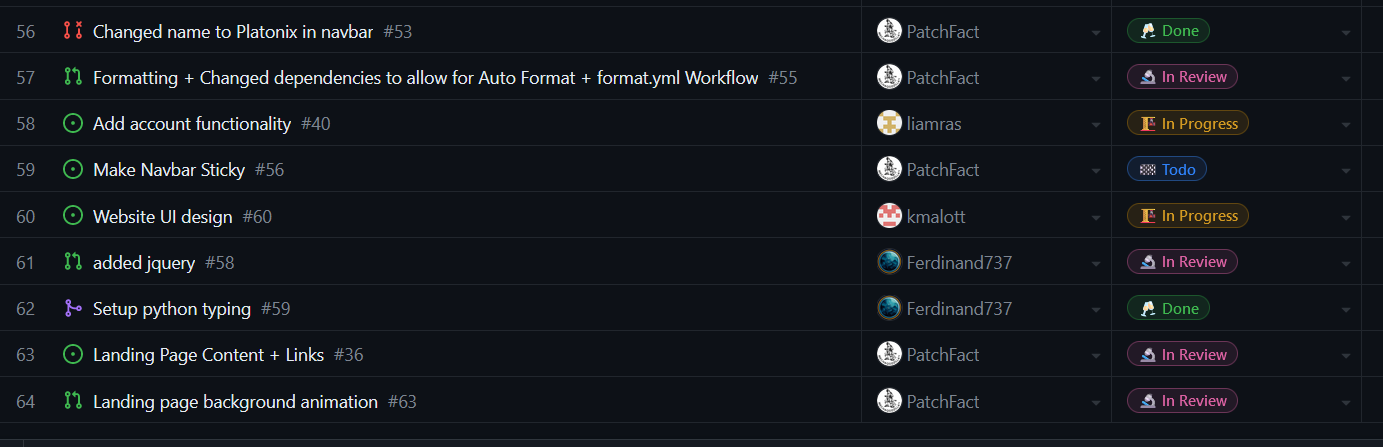 56 Changed name to Platonix in navbar #53 PatchFact Done
57 Formatting + Changed dependencies to allow for Auto Format + format.yml Workflow #55 PatchFact In Review
58 Add account functionality #40 liamras In Progress
59 Make Navbar Sticky #56 PatchFact Todo
60 Website UI design #60 kmalott In Progress
61 added jquery #58 Ferdinand737 In Review
62 Setup python typing #59 Ferdinand737 Done
63 Landing Page Content + Links #36 PatchFact In Review
64 Landing page background animation #63 PatchFact In Review